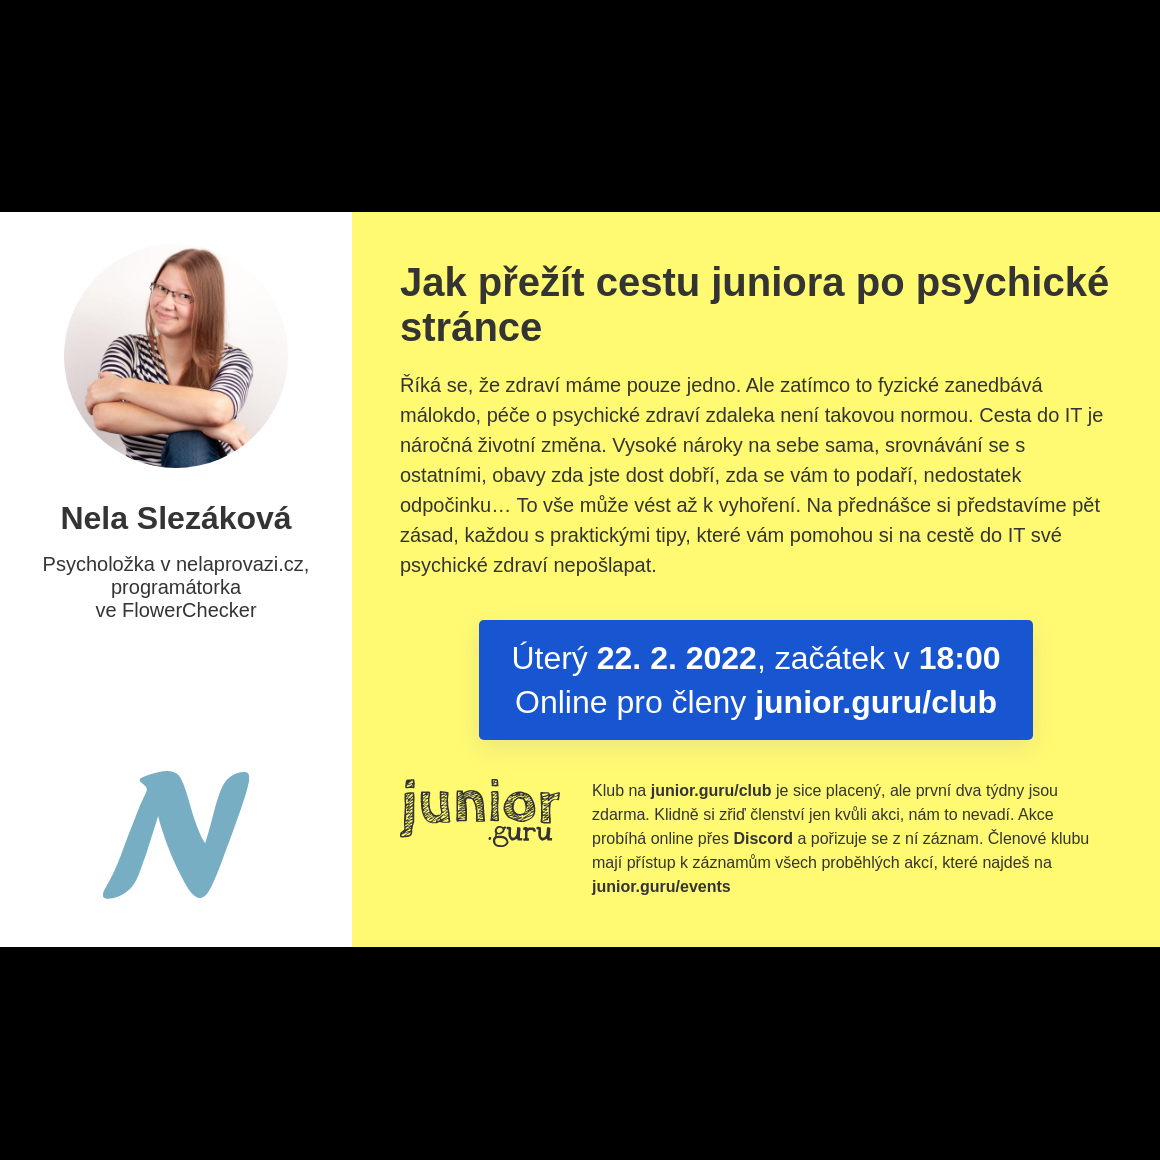 Nela Slezáková
Psycholožka v nelaprovazi.cz,
programátorka
ve FlowerChecker
N
Jak přežít cestu juniora po psychické
stránce
Říká se, že zdraví máme pouze jedno. Ale zatímco to fyzické zanedbává
málokdo, péče o psychické zdraví zdaleka není takovou normou. Cesta do IT je
náročná životní změna. Vysoké nároky na sebe sama, srovnávání se s
ostatními, obavy zda jste dost dobří, zda se vám to podaří, nedostatek
odpočinku… To vše může vést až k vyhoření. Na přednášce si představíme pět
zásad, každou s praktickými tipy, které vám pomohou si na cestě do IT své
psychické zdraví nepošlapat.
Úterý 22. 2. 2022, začátek v 18:00
Online pro členy junior.guru/club
junior
.guru
Klub na junior.guru/club je sice placený, ale první dva týdny jsou
zdarma. Klidně si zřiď členství jen kvůli akci, nám to nevadí. Akce
probíhá online přes Discord a pořizuje se z ní záznam. Členové klubu
mají přístup k záznamům všech proběhlých akcí, které najdeš na
junior.guru/events